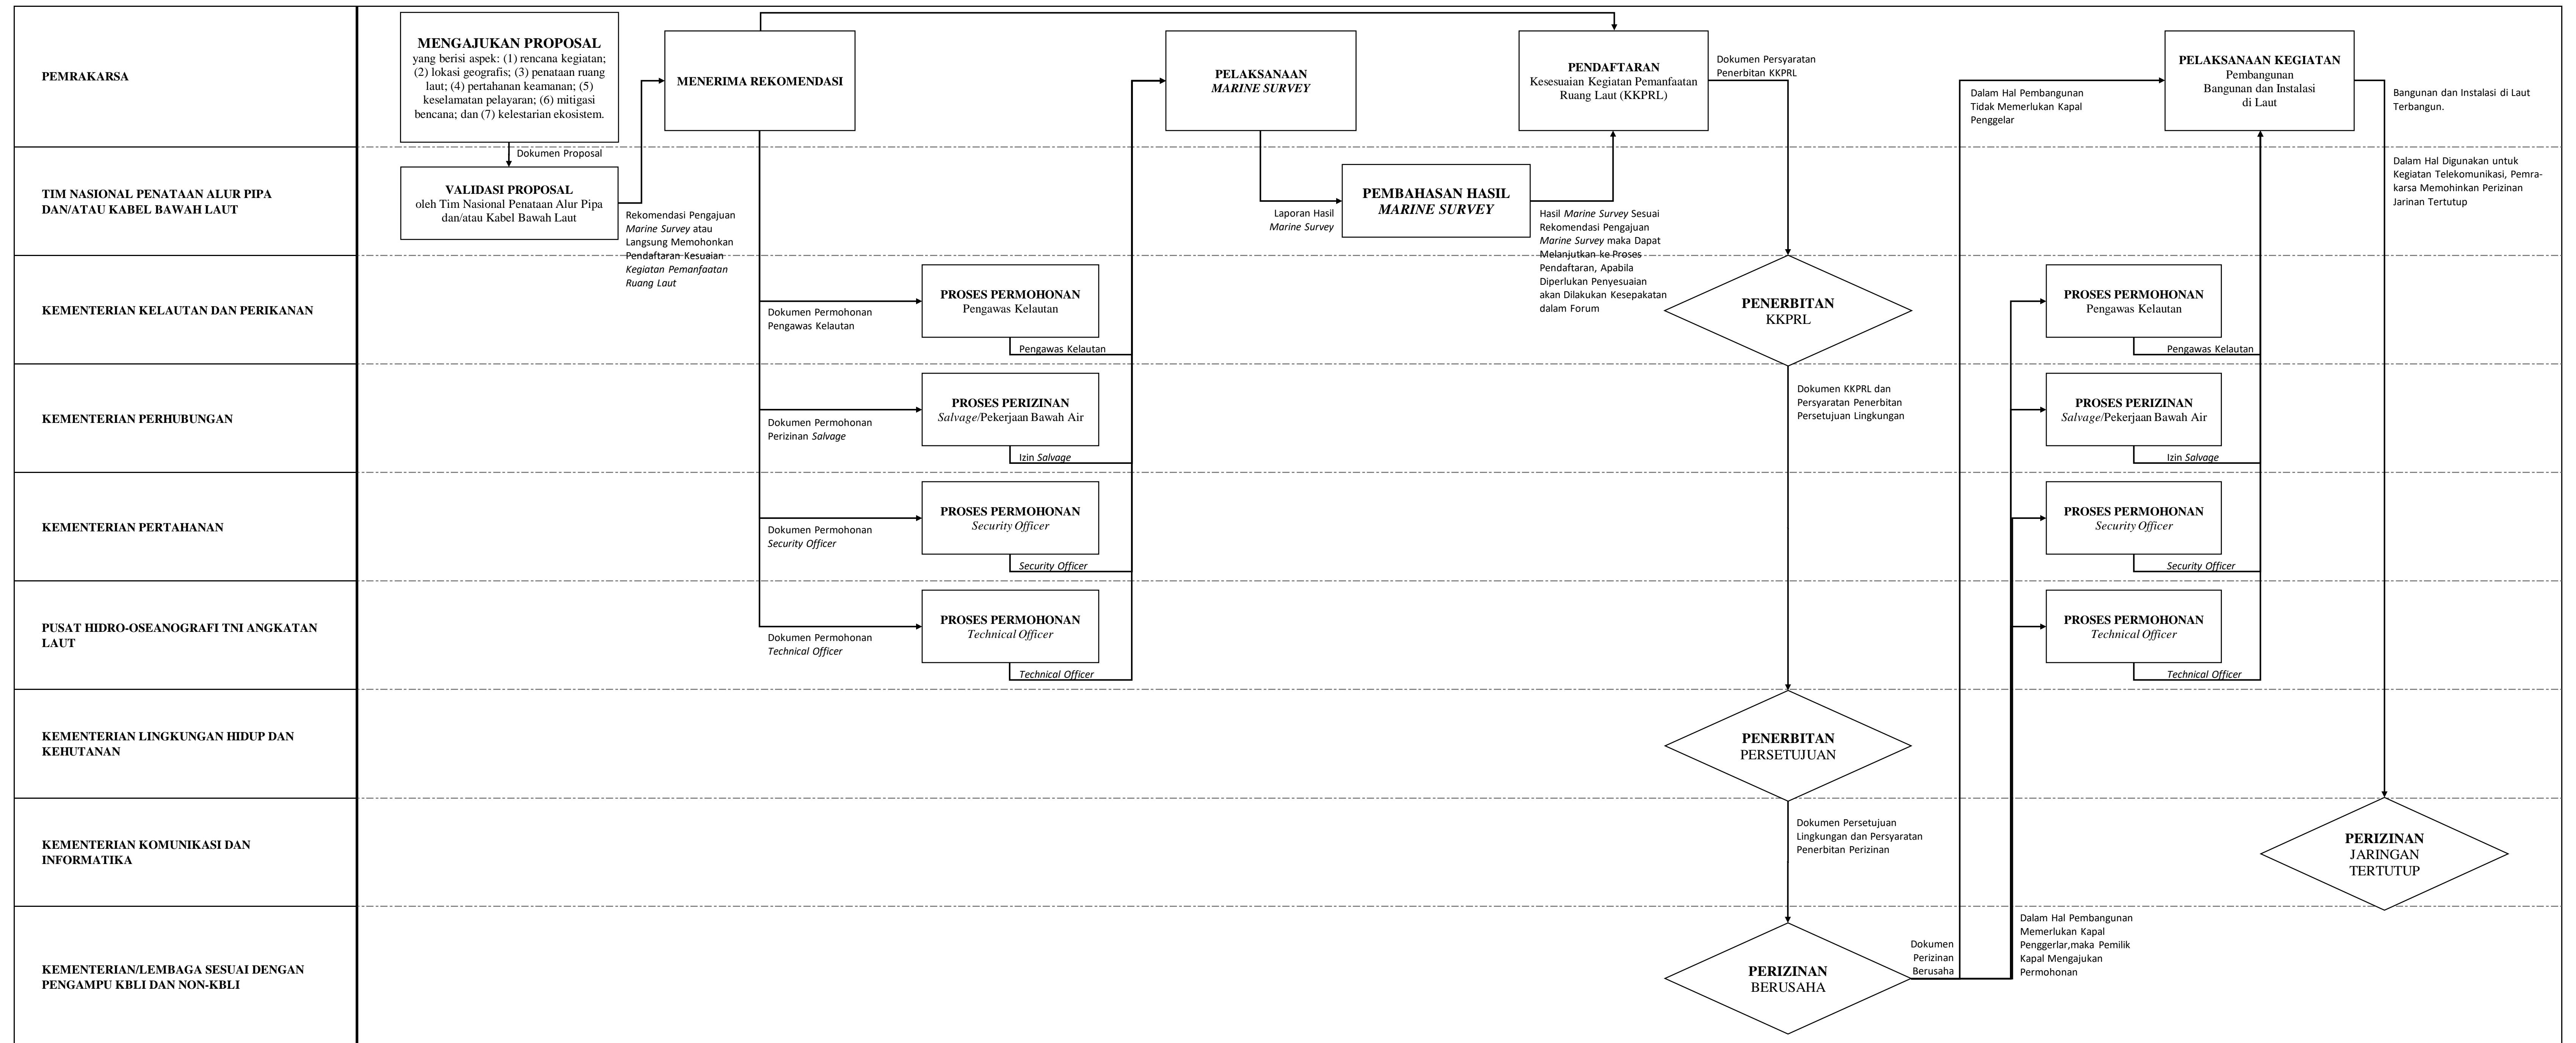 PEMRAKARSA
MENGAJUKAN PROPOSAL
yang berisi aspek: (1) rencana kegiatan;
(2) lokasi geografis; (3) penataan ruang
laut; (4) pertahanan keamanan; (5)
keselamatan pelayaran; (6) mitigasi
bencana; dan (7) kelestarian ekosistem.
Dokumen Proposal
MENERIMA REKOMENDASI
PELAKSANAAN
MARINE SURVEY
PENDAFTARAN
Kesesuaian Kegiatan Pemanfaatan
Ruang Laut (KKPRL)
Dokumen Persyaratan
Penerbitan KKPRL
Dalam Hal Pembangunan
Tidak Memerlukan Kapal
Penggelar
PELAKSANAAN KEGIATAN
Pembangunan
Bangunan dan Instalasi
di Laut
Bangunan dan Instalasi di Laut
Terbangun.
TIM NASIONAL PENATAAN ALUR PIPA
DAN/ATAU KABEL BAWAH LAUT
VALIDASI PROPOSAL
oleh Tim Nasional Penataan Alur Pipa
dan/atau Kabel Bawah Laut
Rekomendasi Pengajuan
Marine Survey atau
Langsung Memohonkan
Pendaftaran Kesuaian
Kegiatan Pemanfaatan
Ruang Laut
Laporan Hasil
Marine Survey
PEMBAHASAN HASIL
MARINE SURVEY
Hasil Marine Survey Sesuai
Rekomendasi Pengajuan
Marine Survey maka Dapat
Melanjutkan ke Proses
Pendaftaran, Apabila
Diperlukan Penyesuaian
akan Dilakukan Kesepakatan
dalam Forum
Dalam Hal Digunakan untuk
Kegiatan Telekomunikasi, Pemra-
karsa Memohinkan Perizinan
Jarinan Tertutup
KEMENTERIAN KELAUTAN DAN PERIKANAN
Dokumen Permohonan
Pengawas Kelautan
PROSES PERMOHONAN
Pengawas Kelautan
Pengawas Kelautan
PENERBITAN
KKPRL
PROSES PERMOHONAN
Pengawas Kelautan
Pengawas Kelautan
KEMENTERIAN PERHUBUNGAN
Dokumen Permohonan
Perizinan Salvage
PROSES PERIZINAN
Salvage/Pekerjaan Bawah Air
Izin Salvage
Dokumen KKPRL dan
Persyaratan Penerbitan
Persetujuan Lingkungan
PROSES PERIZINAN
Salvage/Pekerjaan Bawah Air
Izin Salvage
KEMENTERIAN PERTAHANAN
Dokumen Permohonan
Security Officer
PROSES PERMOHONAN
Security Officer
Security Officer
PROSES PERMOHONAN
Security Officer
Security Officer
PUSAT HIDRO-OSEANOGRAFI TNI ANGKATAN
LAUT
Dokumen Permohonan
Technical Officer
PROSES PERMOHONAN
Technical Officer
Technical Officer
PROSES PERMOHONAN
Technical Officer
Technical Officer
KEMENTERIAN LINGKUNGAN HIDUP DAN
KEHUTANAN
PENERBITAN
PERSETUJUAN
KEMENTERIAN KOMUNIKASI DAN
INFORMATIKA
Dokumen Persetujuan
Lingkungan dan Persyaratan
Penerbitan Perizinan
PERIZINAN
JARINGAN
TERTUTUP
KEMENTERIAN/LEMBAGA SESUAI DENGAN
PENGAMPU KBLI DAN NON-KBLI
PERIZINAN
BERUSAHA
Dokumen
Perizinan
Berusaha
Dalam Hal Pembangunan
Memerlukan Kapal
Penggerlar,maka Pemilik
Kapal Mengajukan
Permohonan